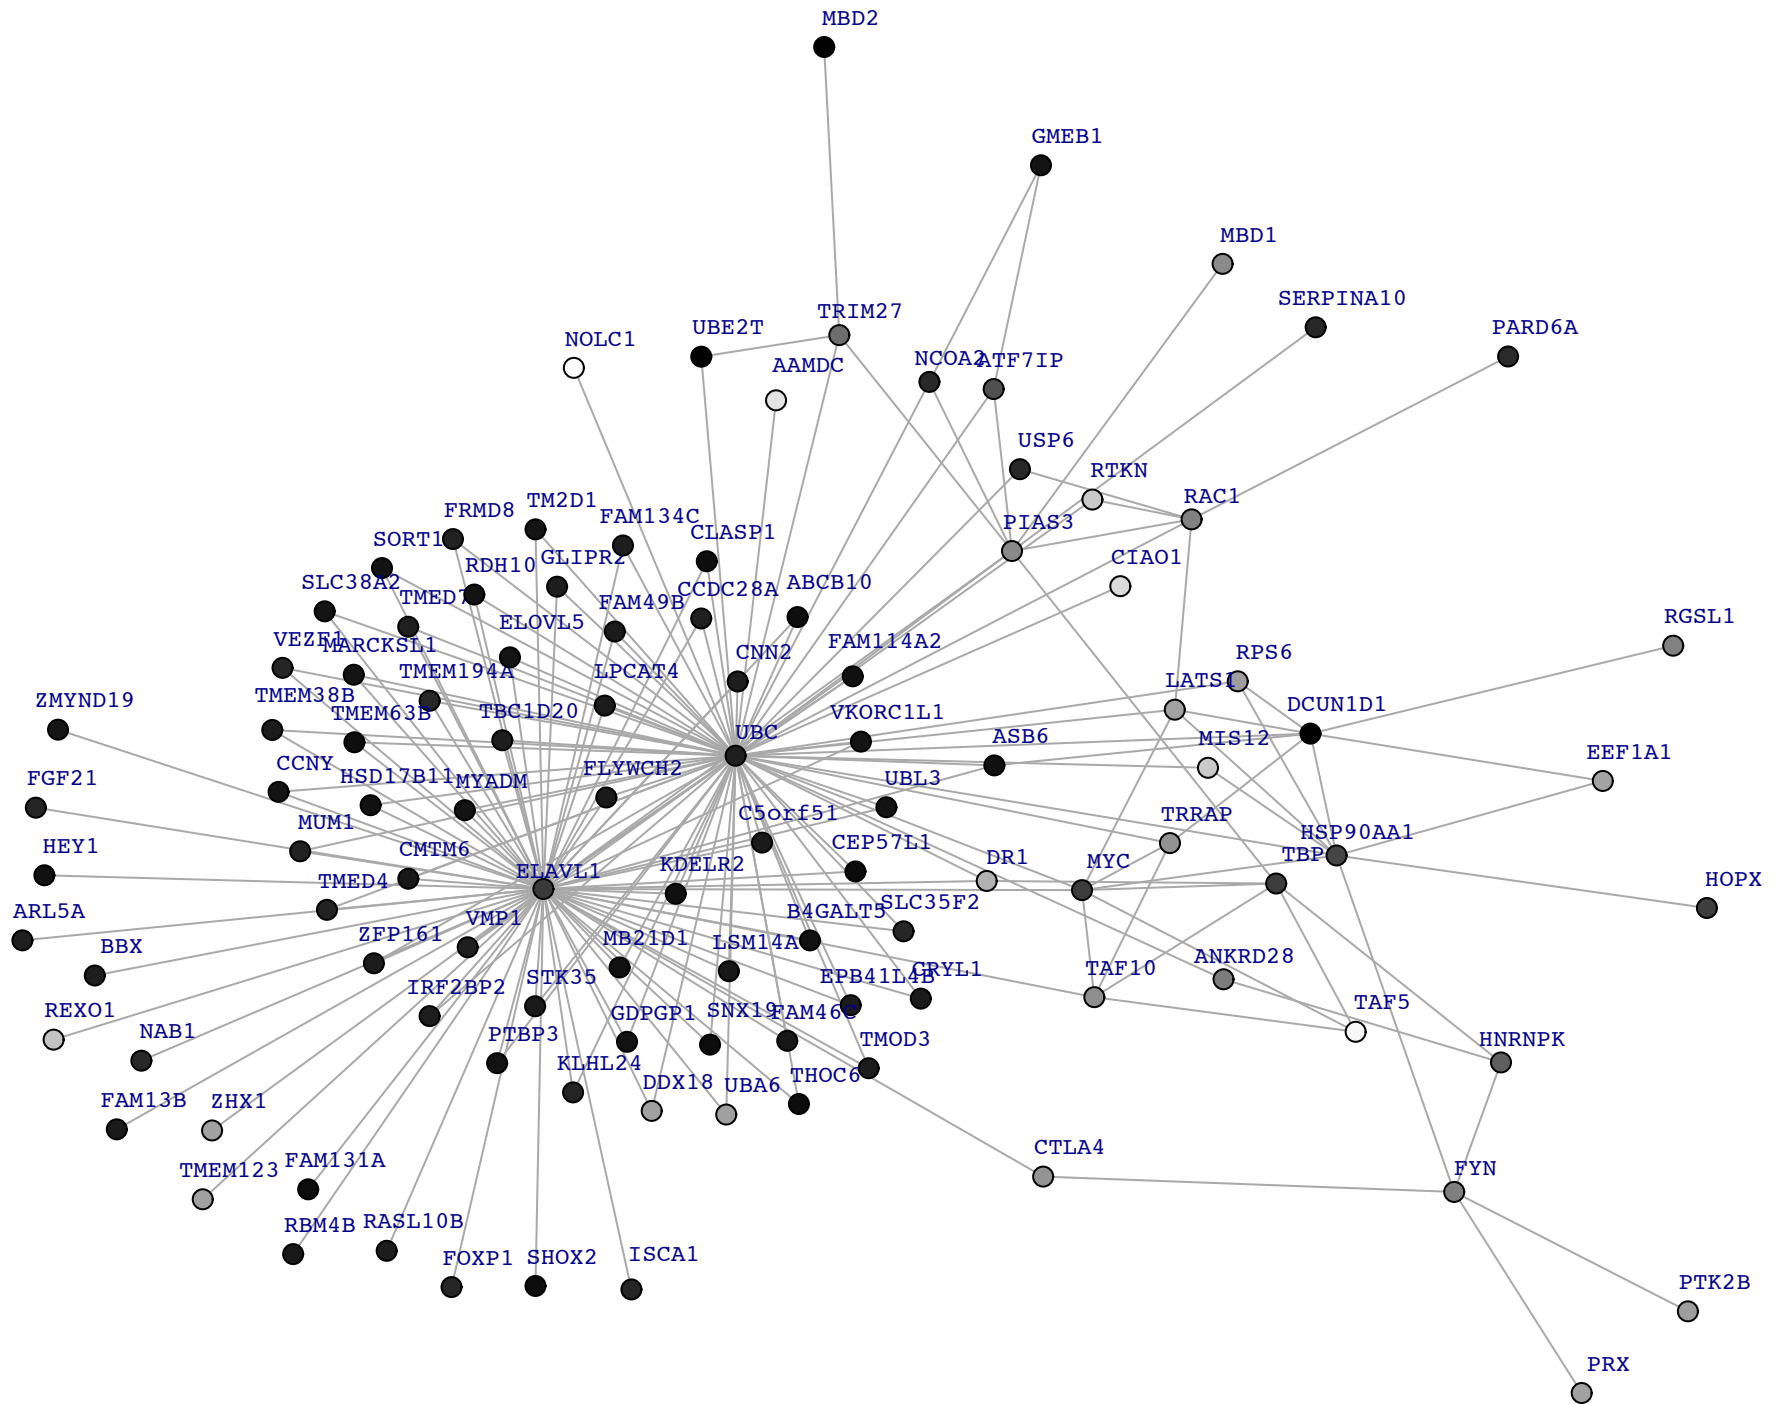 MBD2
GMEB1
MBD1
SERPINA10
PARD6A
TRIM27
UBE2T
NOLC1
AAMDC
NCOA2
ATF7IP
USP6
RTKN
RAC1
PIAS3
CIAO1
TM2D1
FRMD8
FAM134C
CLASP1
SORT1
RDH10
GLIPR2
SLC38A2
TMED7
FAM49B
CCDC28A
ABCB10
ELOVL5
VEZF1
MARCKSL1
FAM114A2
CNN2
RGSL1
RPS6
LATS1
TMEM194A
LPCAT4
ZMYND19
TMEM38B
TMEM63B
TBC1D20
VKORC1L1
DCUN1D1
UBC
ASB6
MIS12
EEF1A1
CCNY
FGF21
HSD17B11
MYADM
FLYWCH2
UBL3
C5orf51
TRRAP
HSP90AA1
MUM1
HEY1
CMTM6
CEP57L1
DR1
MYC
TBP
ELAVL1
KDELR2
TMED4
HOPX
ARL5A
BBX
ZFP161
VMP1
B4GALT5
SLC35F2
MB21D1
LSM14A
ANKRD28
TAF10
EPB41L4B
CRYL1
STK35
IRF2BP2
REXO1
NAB1
GDPGP1
SNX19
FAM46C
TAF5
PTBP3
TMOD3
HNRNPK
KLHL24
DDX18
UBA6
THOC6
FAM13B
ZHX1
CTLA4
FYN
TMEM123
FAM131A
RBM4B
RASL10B
FOXP1
SHOX2
ISCA1
PTK2B
PRX